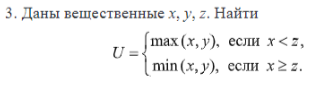 3. Даны вещественные x, y, z. Найти
U = { max(x, y), если x < z,
min(x, y), если x ≥ z.